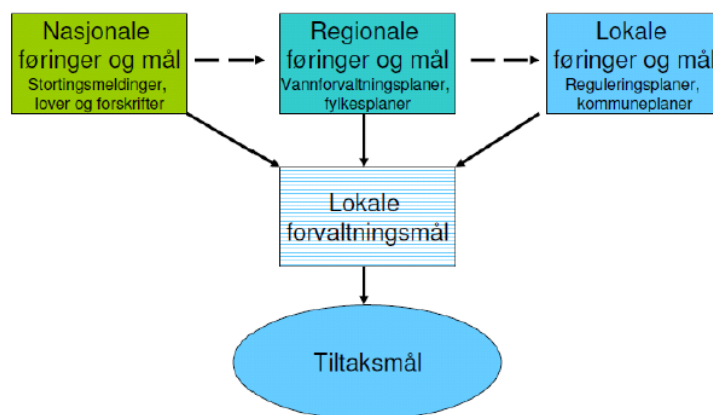 Nasjonale
føringer og mål
Stortingsmeldinger,
lover og forskrifter
Regionale
føringer og mål
Vannforvaltningsplaner,
fylkesplaner
Lokale
føringer og mål
Reguleringsplaner,
kommuneplaner
Lokale
forvaltningsmål
Tiltaksmål